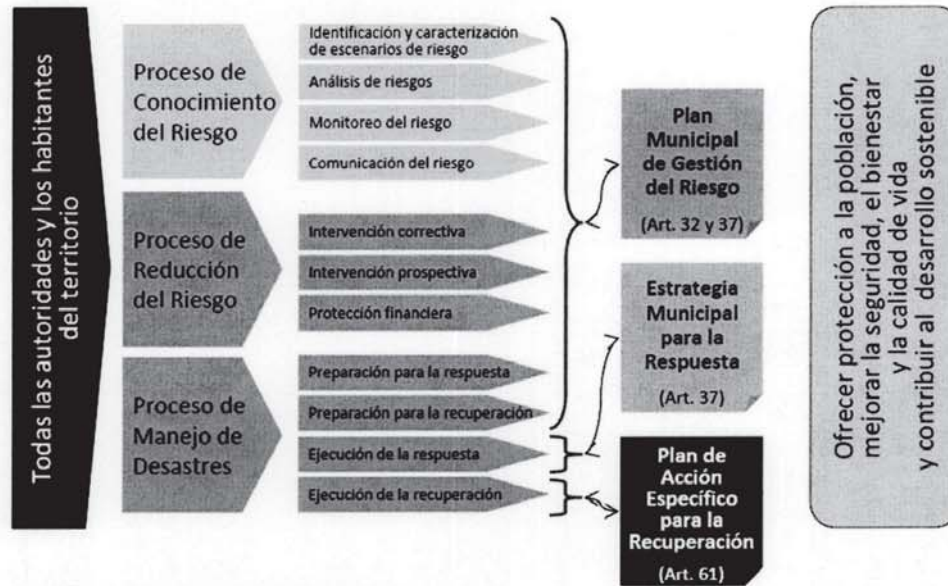 Todas las autoridades y los habitantes
del territorio
Proceso de
Conocimiento
del Riesgo
Identificación y caracterización
de escenarios de riesgo
Análisis de riesgos
Monitoreo del riesgo
Comunicación del riesgo
Proceso de
Reducción
del Riesgo
Intervención correctiva
Intervención prospectiva
Protección financiera
Proceso de
Manejo de
Desastres
Preparación para la respuesta
Preparación para la recuperación
Ejecución de la respuesta
Ejecución de la recuperación
Plan
Municipal
de Gestión
del Riesgo
(Art. 32 y 37)
Estrategia
Municipal
para la
Respuesta
(Art. 37)
Plan de
Acción
Específico
para la
Recuperación
(Art. 61)
Ofrecer protección a la población,
mejorar la seguridad, el bienestar
y la calidad de vida
y contribuir al desarrollo sostenible